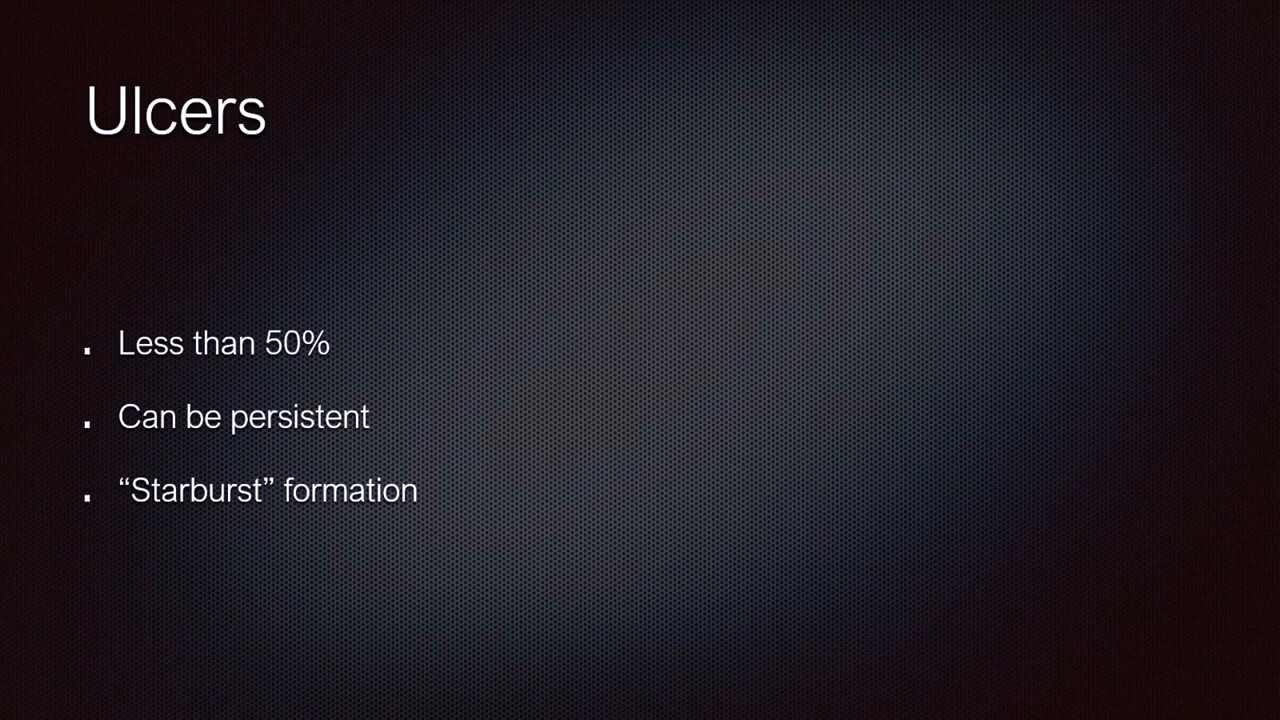 Ulcers
. Less than 50%
. Can be persistent
. “Starburst” formation